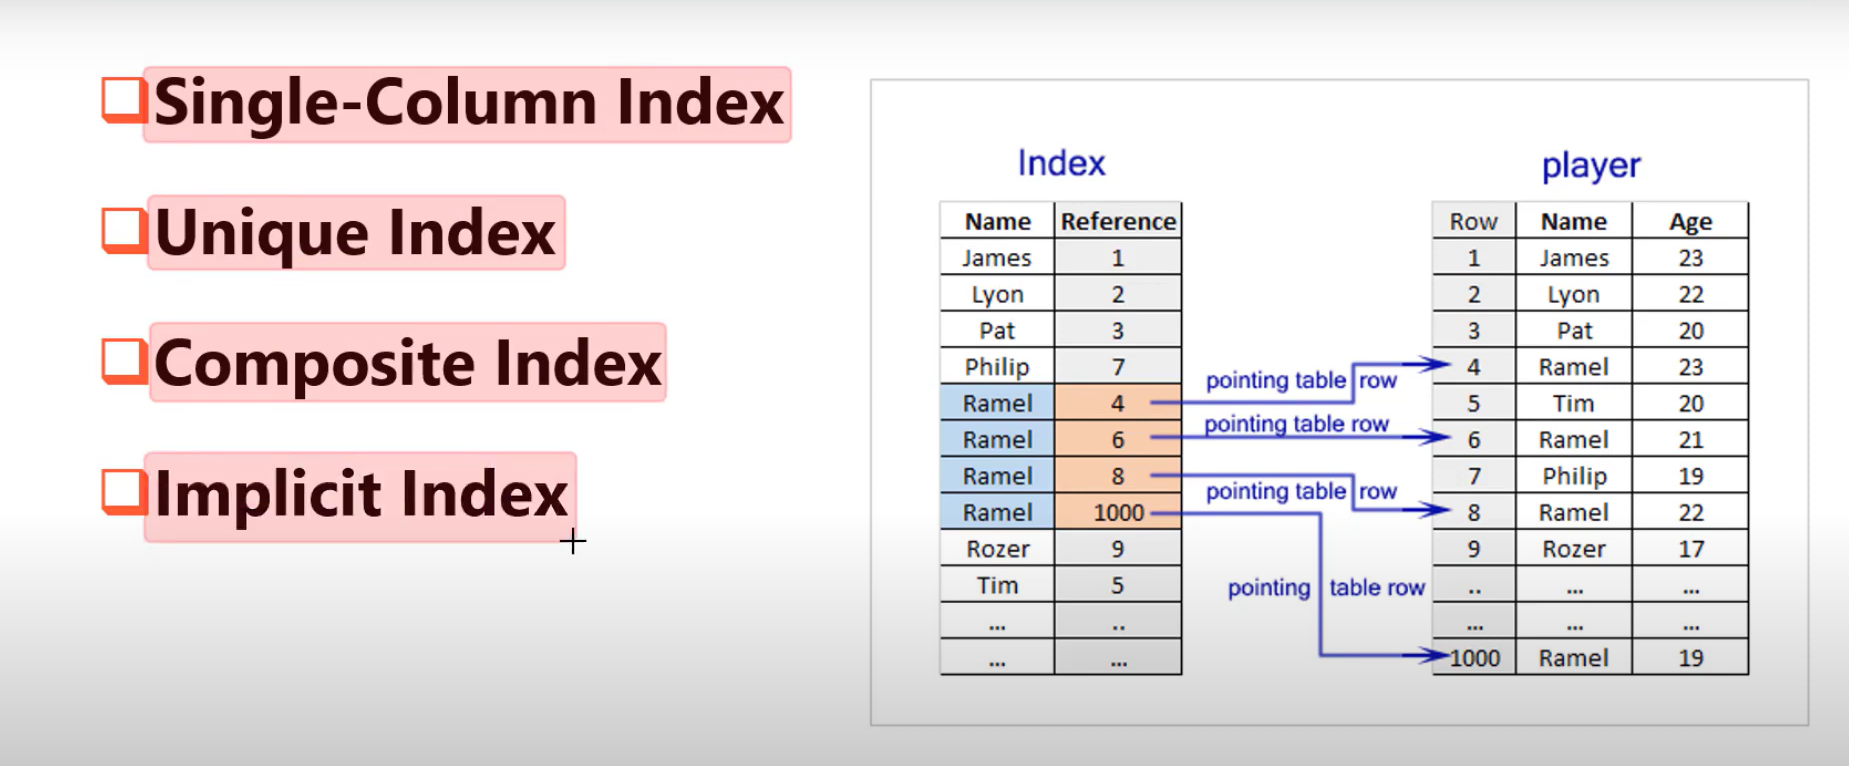 Single-Column Index
Unique Index
Composite Index
Implicit Index
Index
Name Reference
James 1
Lyon 2
Pat 3
Philip 7
Ramel 4
Ramel 6
Ramel 8
Ramel 1000
Rozer 9
Tim 5
... ..
... ...
pointing table row
pointing table row
pointing table row
pointing table row
player
Row Name Age
1 James 23
2 Lyon 22
3 Pat 20
4 Ramel 23
5 Tim 20
6 Ramel 21
7 Philip 19
8 Ramel 22
9 Rozer 17
.. ... ...
... ... ...
1000 Ramel 19